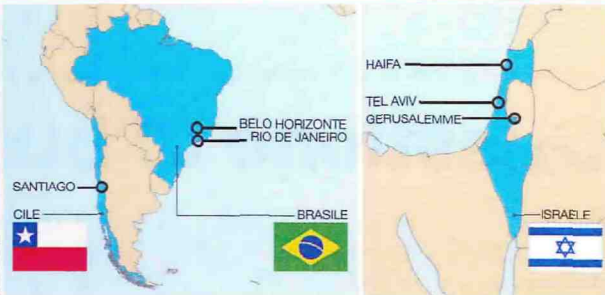 BELO HORIZONTE
RIO DE JANEIRO
SANTIAGO
CILE
BRASILE
HAIFA
TEL AVIV
GERUSALEMME
ISRAELE